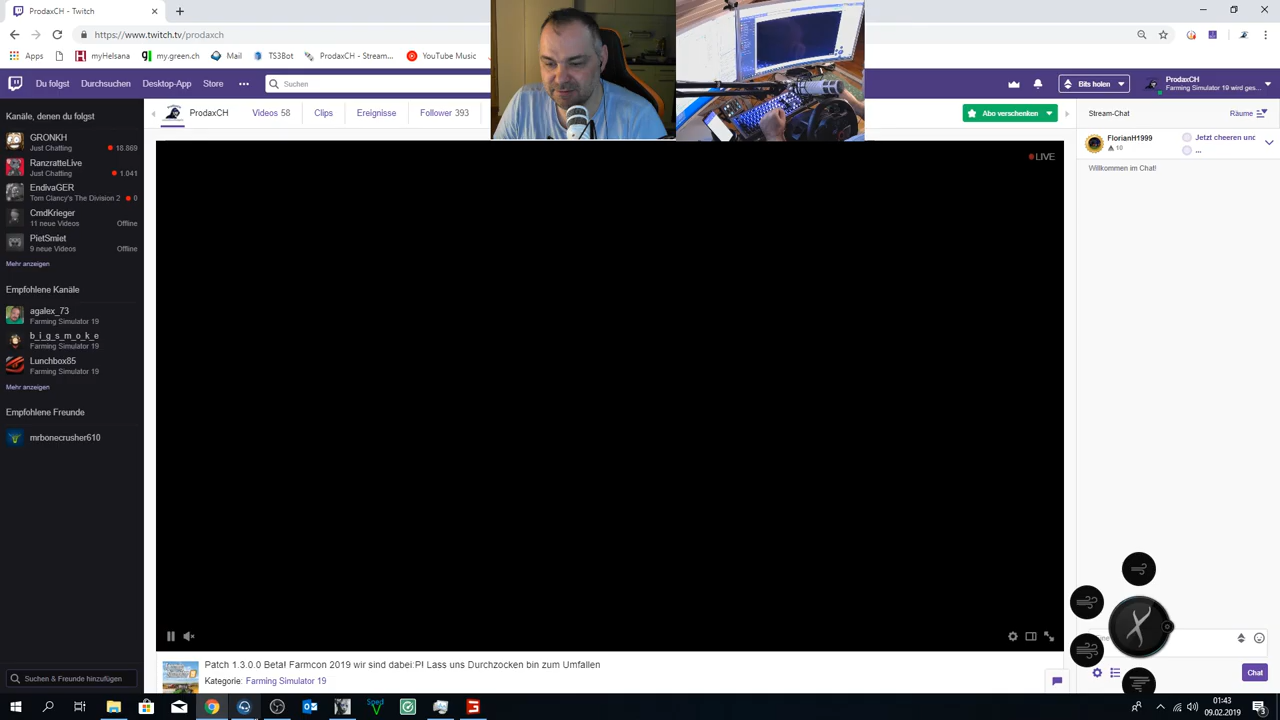 ProdaxCH - Twitch
https://www.twitch.tv/prodaxch
Apps
myHelsana
my.green.ch
Mail
TS3Bot
ProdaxCH - Stream...
YouTube Music
Du folgst
Durchsuchen
Desktop-App
Store
Suchen
Bits holen
ProdaxCH
Farming Simulator 19 wird ges...
Kanäle, denen du folgst
GRONKH
Just Chatting
18.869
RanzratteLive
Just Chatting
1.041
EndivaGER
Tom Clancy's The Division 2
0
CmdKrieger
11 neue Videos
Offline
PietSmiet
9 neue Videos
Offline
Mehr anzeigen
Empfohlene Kanäle
agalex_73
Farming Simulator 19
b_i_g_s_m_o_k_e
Farming Simulator 19
Lunchbox85
Farming Simulator 19
Mehr anzeigen
Empfohlene Freunde
mrbonecrusher610
Suchen & Freunde hinzufügen
ProdaxCH
Videos 58
Clips
Ereignisse
Follower 393
Abo verschenken
LIVE
Patch 1.3.0.0 Beta! Farmcon 2019 wir sind dabei:P! Lass uns Durchzocken bin zum Umfallen
Kategorie: Farming Simulator 19
Stream-Chat
Räume
FlorianH1999
10
Jetzt cheeren und
...
Willkommen im Chat!
Chat
01:43
09.02.2019